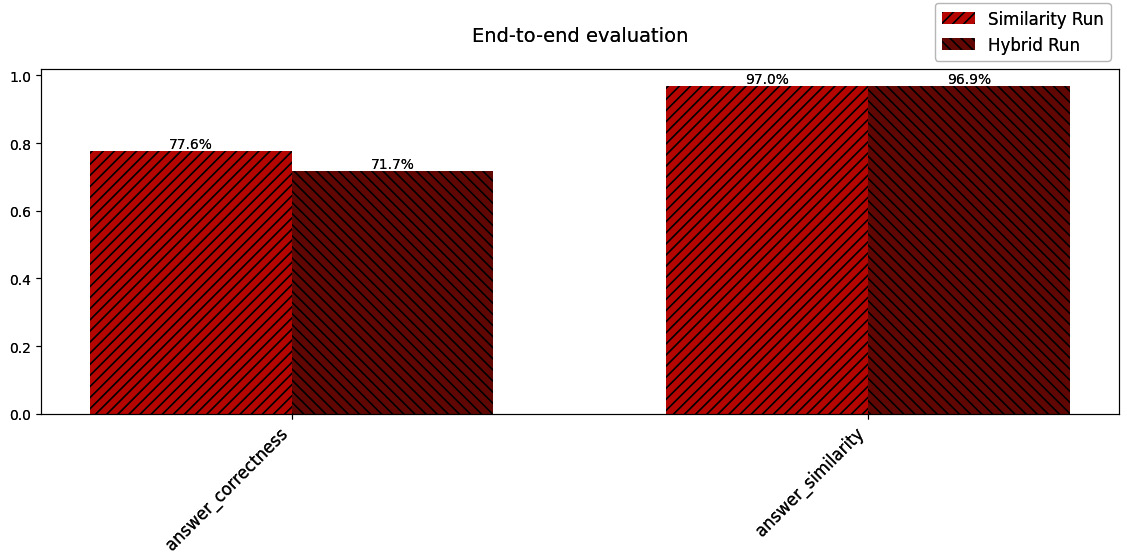 End-to-end evaluation
Similarity Run
Hybrid Run
1.0
0.8
0.6
0.4
0.2
0.0
77.6%
71.7%
97.0%
96.9%
answer_correctness
answer_similarity